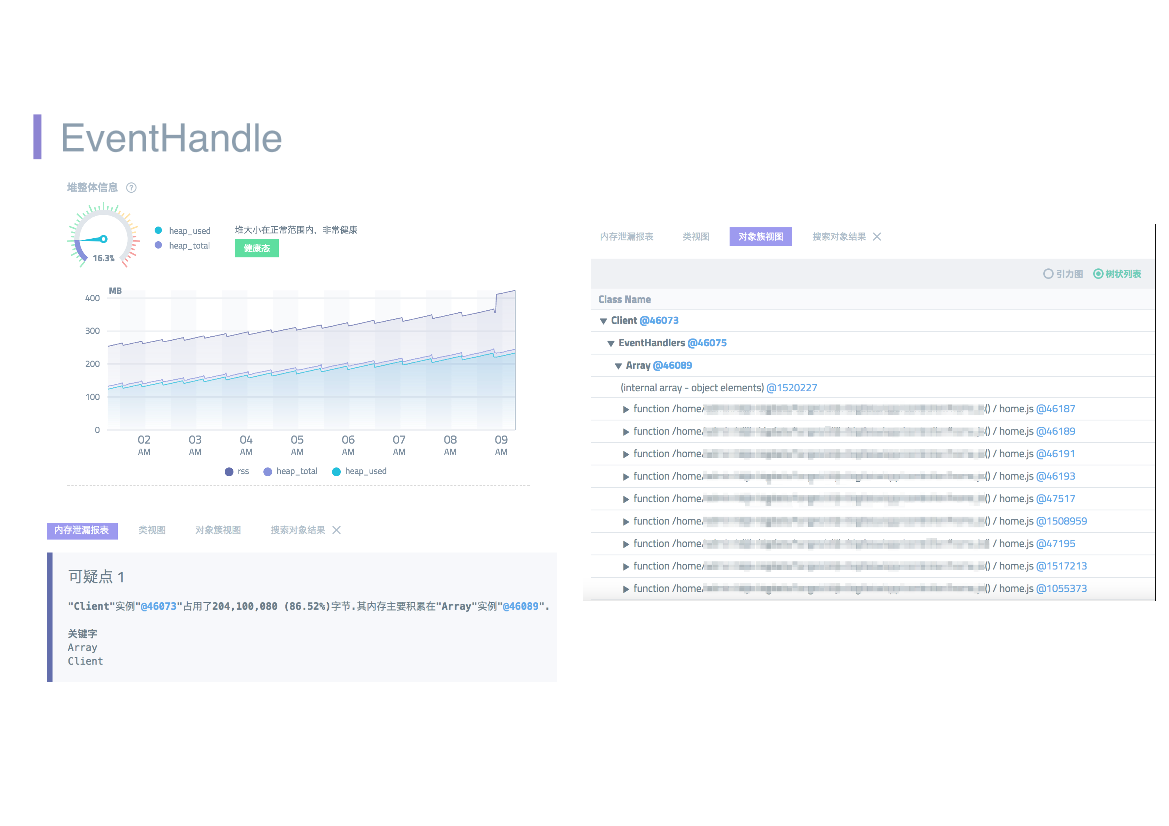 EventHandle
堆整体信息 ?
16.3%
heap_used
heap_total
堆大小在正常范围内，非常健康
健康态
MB
400
300
200
100
0
02 03 04 05 06 07 08 09
AM AM AM AM AM AM AM AM
rss heap_total heap_used
内存泄漏报表 类视图 对象簇视图 搜索对象结果
可疑点 1
"Client"实例"@46073"占用了204,100,080 (86.52%)字节.其内存主要积累在"Array"实例"@46089".
关键字
Array
Client
内存泄漏报表 类视图 对象簇视图 搜索对象结果
引力图 树状列表
Class Name
Client @46073
EventHandlers @46075
Array @46089
(internal array - object elements) @1520227
function /home/ () / home.js @46187
function /home/ () / home.js @46189
function /home/ () / home.js @46191
function /home/ () / home.js @46193
function /home/ () / home.js @47517
function /home/ () / home.js @1508959
function /home/ / home.js @47195
function /home/ () / home.js @1517213
function /home/ () / home.js @1055373